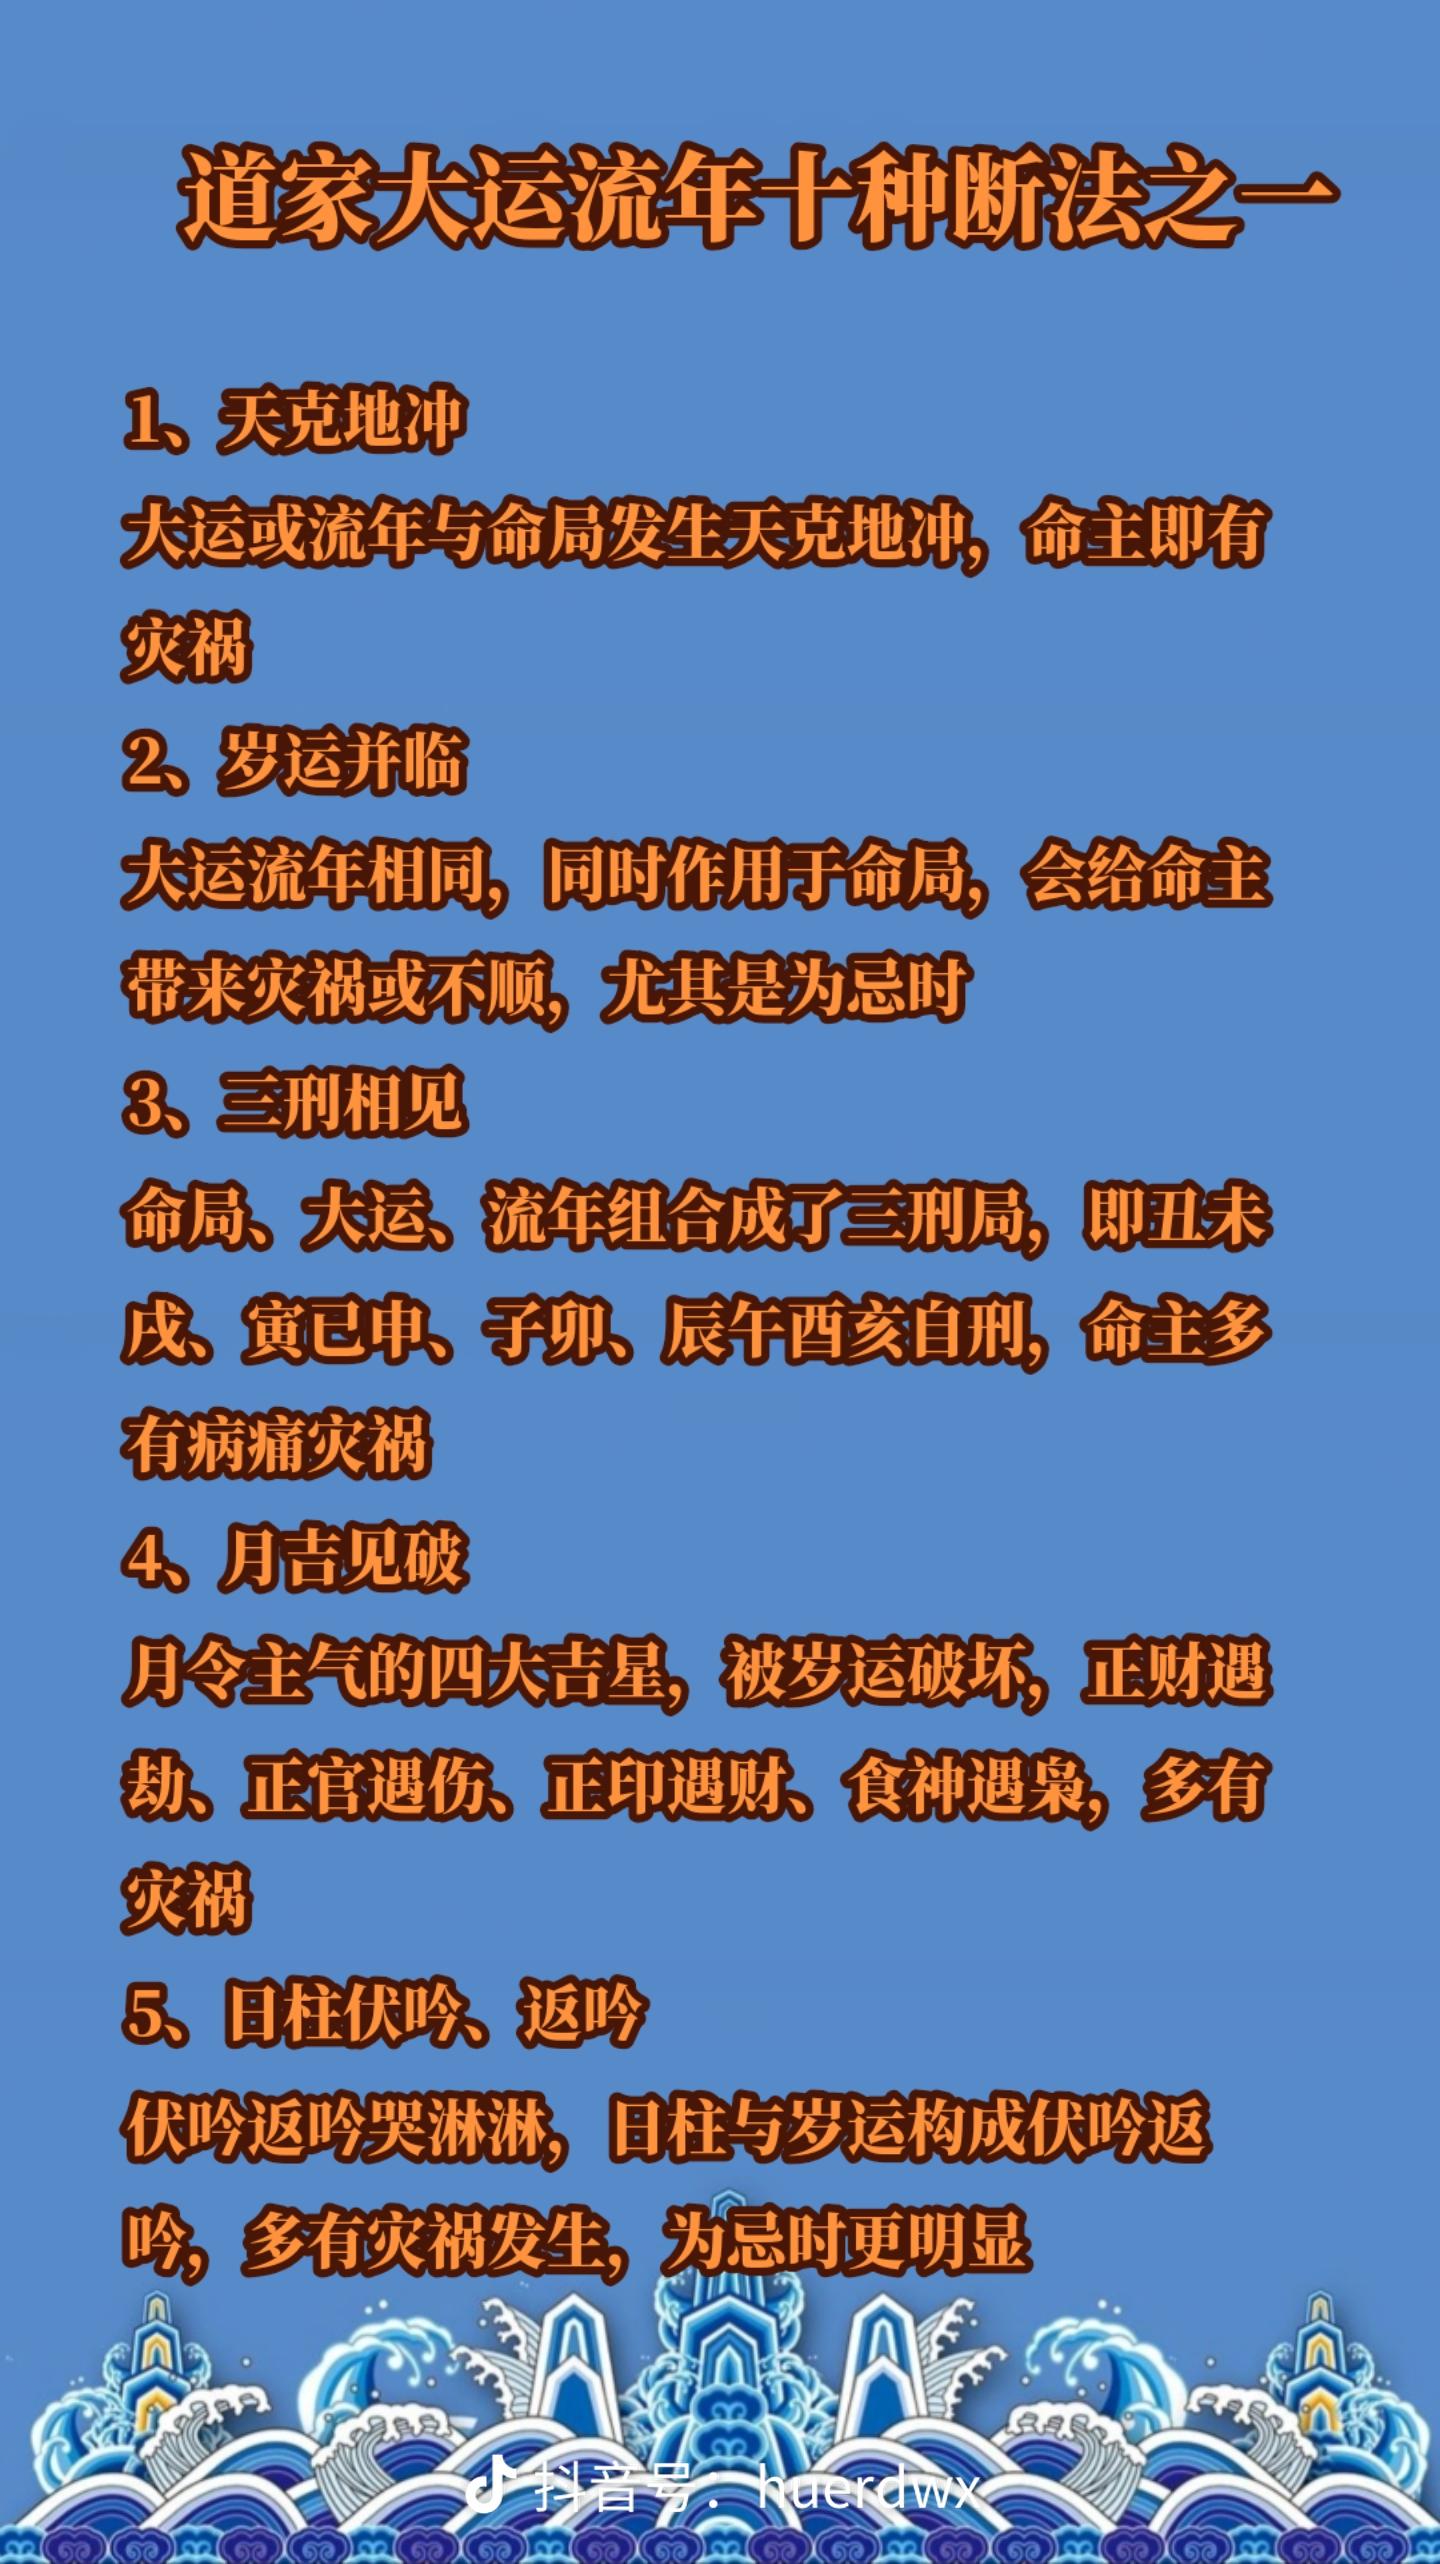 道家大运流年十种断法之一
1、天克地冲
大运或流年与命局发生天克地冲，命主即有
灾祸
2、岁运并临
大运流年相同，同时作用于命局，会给命主
带来灾祸或不顺，尤其是为忌时
3、三刑相见
命局、大运、流年组合成了三刑局，即丑未
戌、寅已申、子卯、辰午酉亥自刑，命主多
有病痛灾祸
4、月吉见破
月令主气的四大吉星，被岁运破坏，正财遇
劫、正官遇伤、正印遇财、食神遇枭，多有
灾祸
5、日柱伏吟、返吟
伏吟返吟哭淋淋，日柱与岁运构成伏吟返
吟，多有灾祸发生，为忌时更明显
抖音号：huerdwx